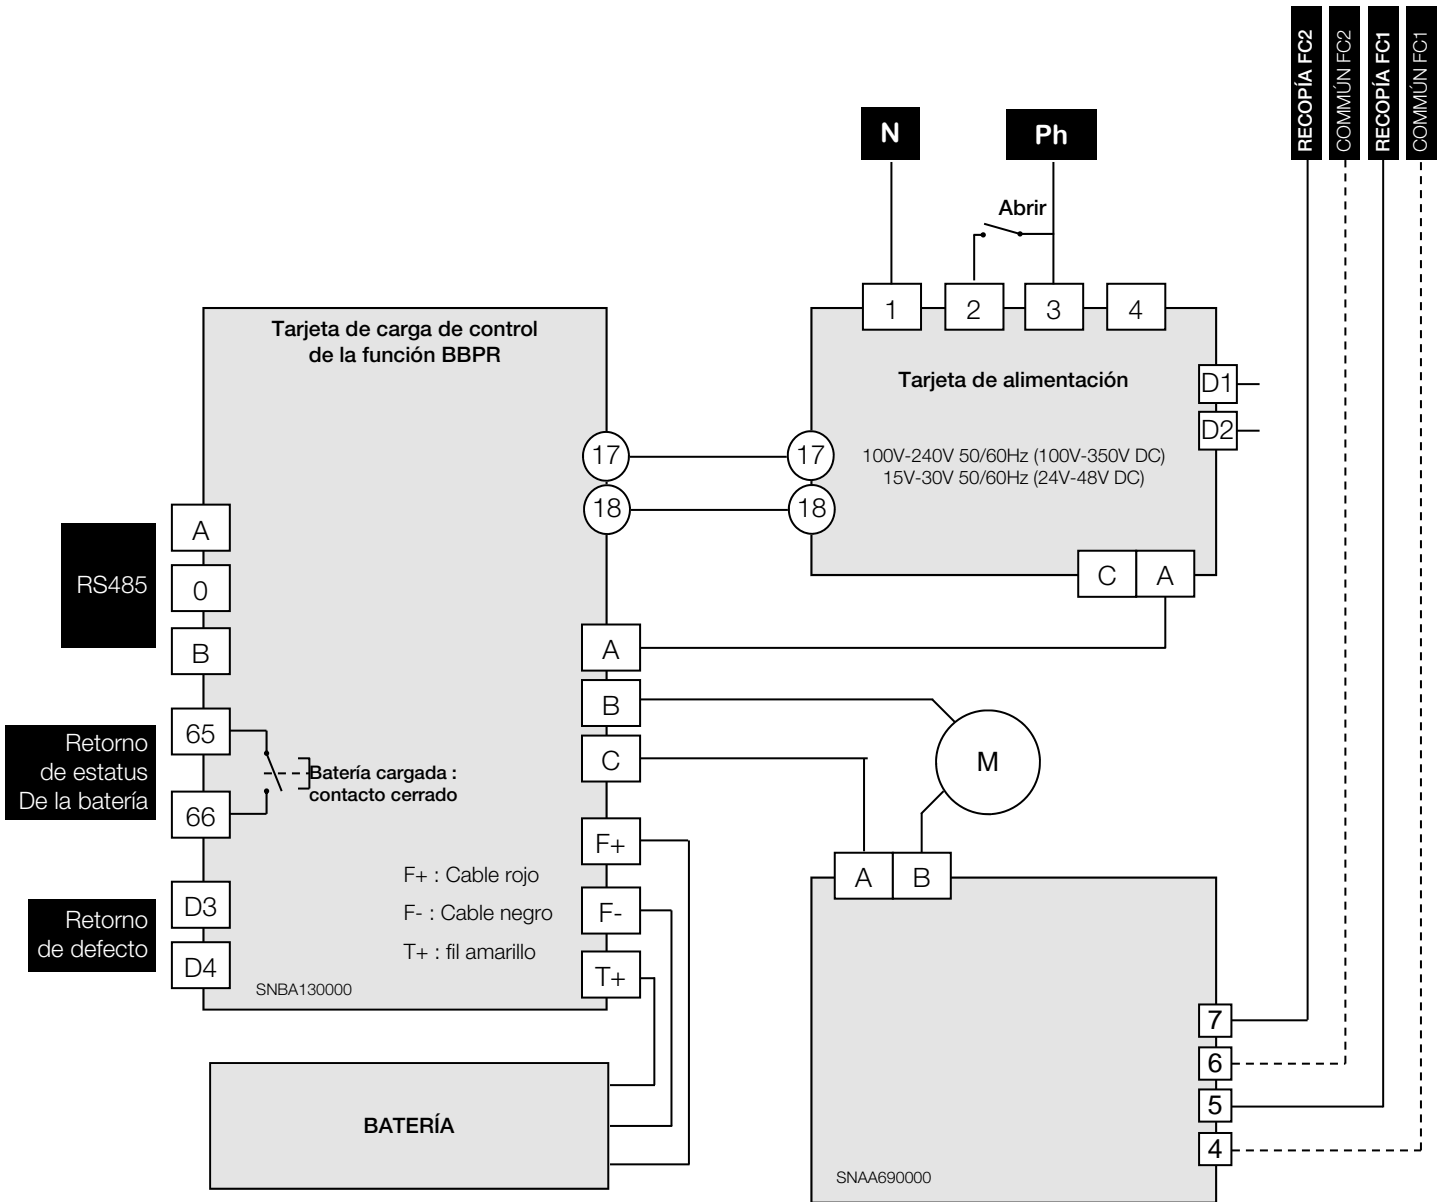 RECOPÍA FC2
COMMÚN FC2
RECOPÍA FC1
COMMÚN FC1
N
Ph
Abrir
1
2
3
4
Tarjeta de carga de control
de la función BBPR
Tarjeta de alimentación
D1
D2
17
17
100V-240V 50/60Hz (100V-350V DC)
15V-30V 50/60Hz (24V-48V DC)
18
18
RS485
A
0
B
C
A
A
B
C
65
66
Retorno
de estatus
De la batería
Batería cargada :
contacto cerrado
M
F+
F-
T+
F+ : Cable rojo
F- : Cable negro
T+ : fil amarillo
A
B
Retorno
de defecto
D3
D4
SNBA130000
7
6
5
4
BATERÍA
SNAA690000